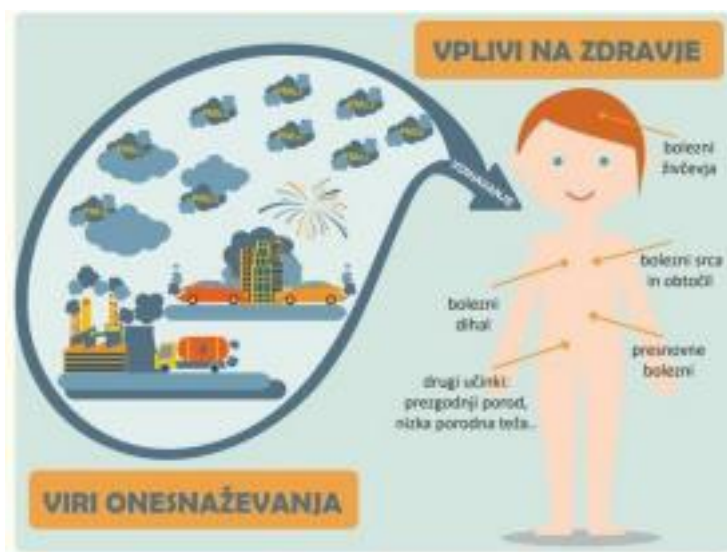 VPLIVI NA ZDRAVJE
bolezni
živčevja
bolezni srca
in obtočil
bolezni
dihal
presnovne
bolezni
drugi učinki:
prezgodnji porod,
nizka porodna teža..
VIRI ONESNAŽEVANJA